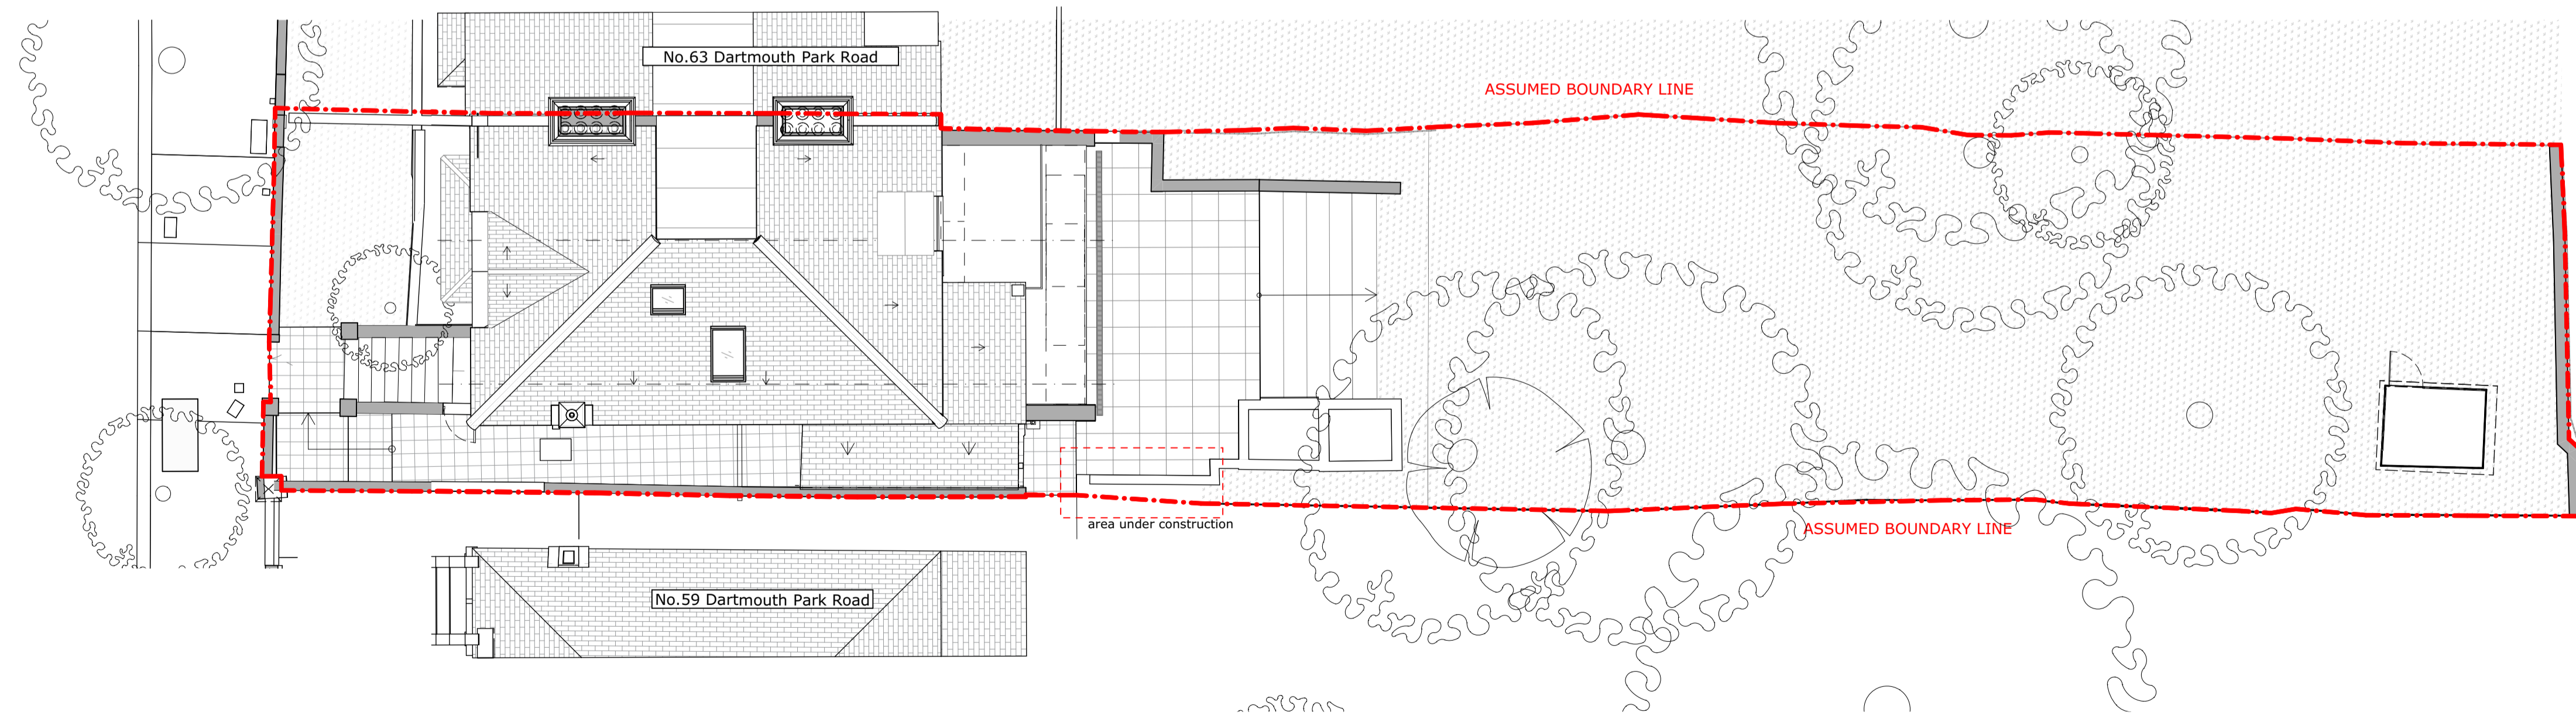 No.63 Dartmouth Park Road
ASSUMED BOUNDARY LINE
area under construction
ASSUMED BOUNDARY LINE
No.59 Dartmouth Park Road